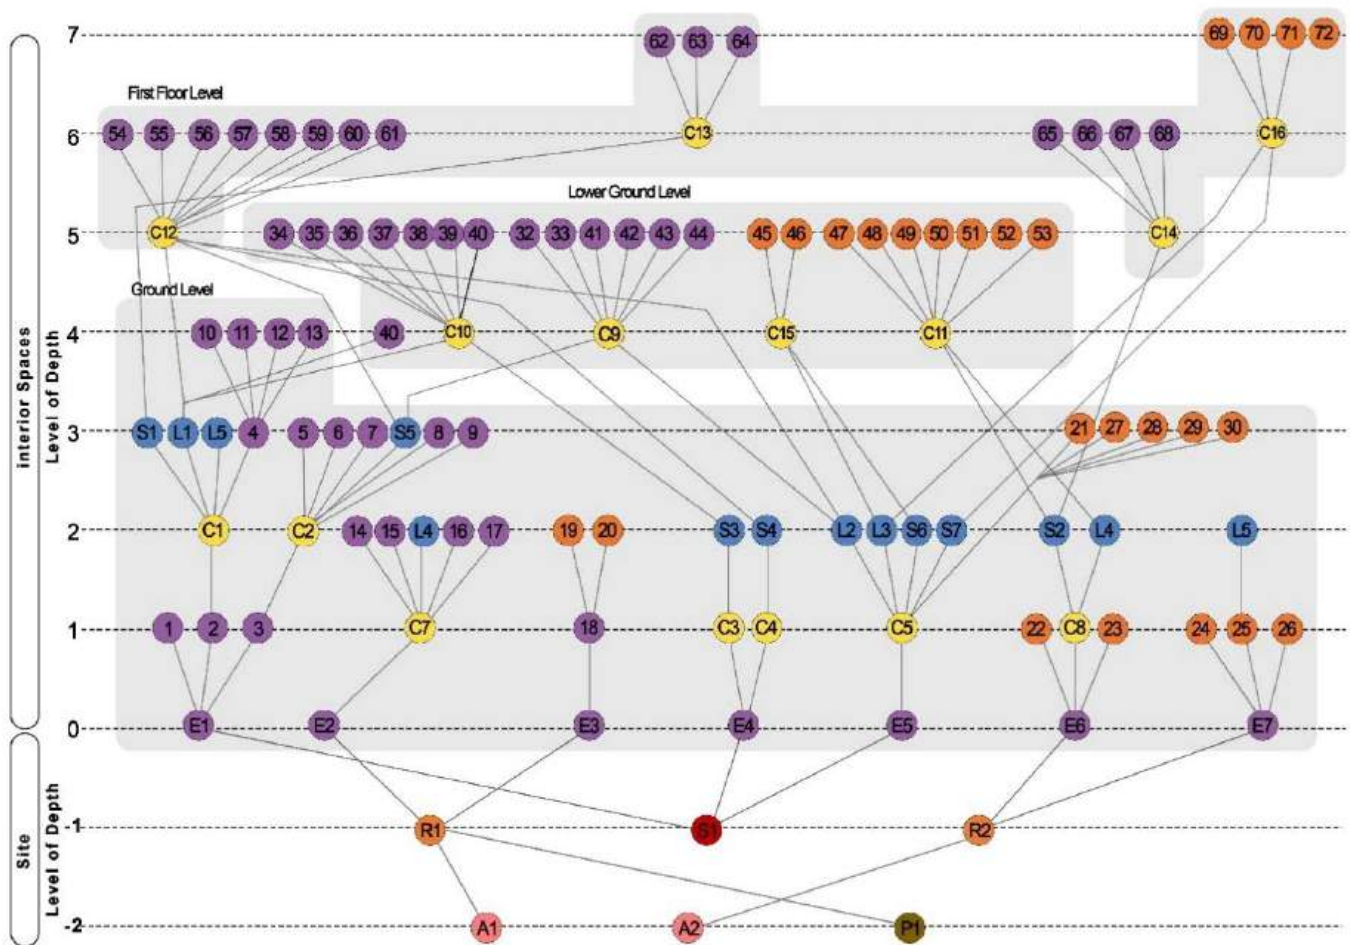 7
62 63 64
69 70 71 72
First Floor Level
6
54 55 56 57 58 59 60 61
C13
65 66 67 68
C16
Lower Ground Level
5
C12
34 35 36 37 38 39 40
32 33 41 42 43 44
45 46
47 48 49 50 51 52 53
C14
Ground Level
4
10 11 12 13
40
C10
C9
C15
C11
3
S1 L1 L5 4
5 6 7 S5 8 9
21 27 28 29 30
2
C1
C2
14 15 L4 16 17
19 20
S3 S4
L2 L3 S6 S7
S2 L4
L5
1
1 2 3
C7
18
C3 C4
C5
22 C8 23
24 25 26
0
E1 E2 E3 E4 E5 E6 E7
-1
R1 S1 R2
-2
A1 A2 P1
interior Spaces
Level of Depth
Site
Level of Depth